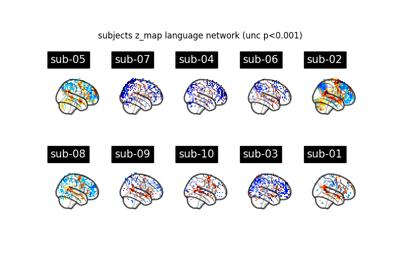 subjects z_map language network (unc p<0.001)
sub-05 sub-07 sub-04 sub-06 sub-02
sub-08 sub-09 sub-10 sub-03 sub-01